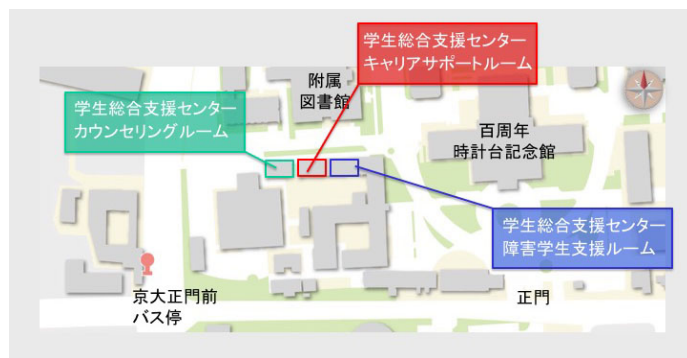 学生総合支援センター
キャリアサポートルーム
附属
図書館
学生総合支援センター
カウンセリングルーム
百周年
時計台記念館
学生総合支援センター
障害学生支援ルーム
京大正門前
バス停
正門